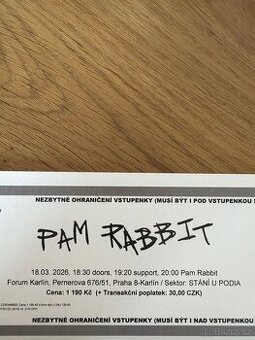 NEZBYTNÉ OHRANIČENÍ VSTUPENKY (MUSÍ BÝT I POD VSTUPENKOU
PAM RABBIT
18.03. 2026, 18:30 doors, 19:20 support, 20:00 Pam Rabbit
Forum Karlín, Pernerova 676/51, Praha 8-Karlín / Sektor: STÁNÍ U PODIA
Cena: 1 190 Kč (+ Transakční poplatek: 30,00 CZK)
NEZBYTNÉ OHRANIČENÍ VSTUPENKY (MUSÍ BÝT I NAD VSTUPENKOU